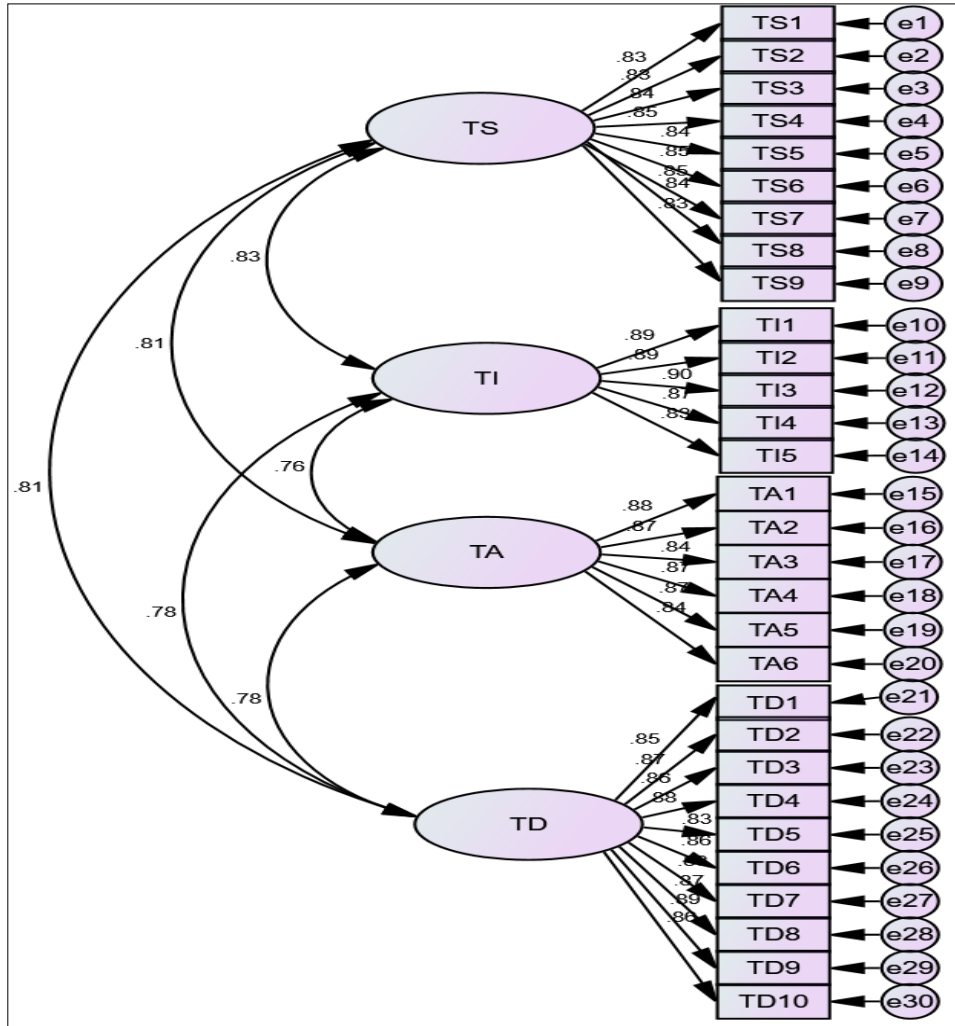 TS1 e1
TS2 e2
TS3 e3
TS4 e4
TS5 e5
TS6 e6
TS7 e7
TS8 e8
TS9 e9
.83
.83
.84
.85
.84
.85
.85
.84
.83
TS
.83
.81
.81
TI1 e10
TI2 e11
TI3 e12
TI4 e13
TI5 e14
.89
.89
.90
.87
.83
TI
.76
.78
TA1 e15
TA2 e16
TA3 e17
TA4 e18
TA5 e19
TA6 e20
.88
.87
.84
.87
.87
.84
TA
.78
TD1 e21
TD2 e22
TD3 e23
TD4 e24
TD5 e25
TD6 e26
TD7 e27
TD8 e28
TD9 e29
TD10 e30
.85
.87
.86
.88
.83
.86
.87
.89
.86
TD